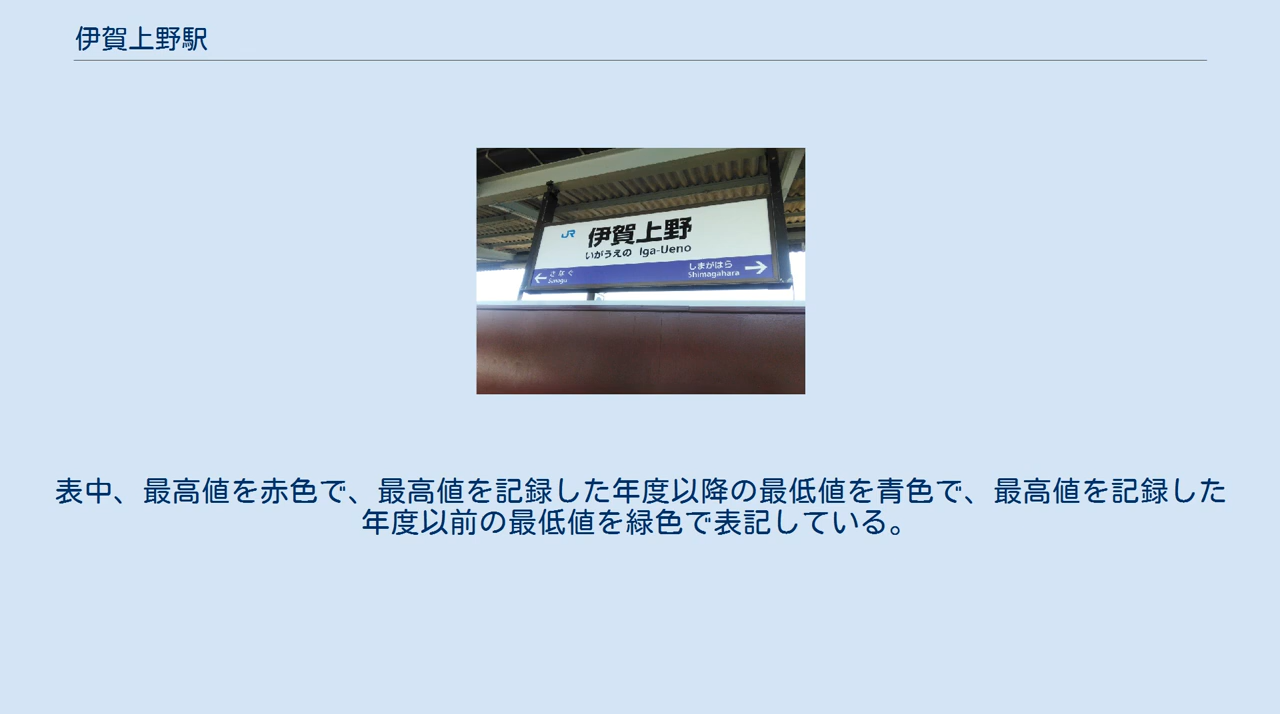 伊賀上野駅
JR 伊賀上野
いがうえの Iga-Ueno
さなぐ しまがはら
Sanagu Shimagahara
表中、最高値を赤色で、最高値を記録した年度以降の最低値を青色で、最高値を記録した
年度以前の最低値を緑色で表記している。